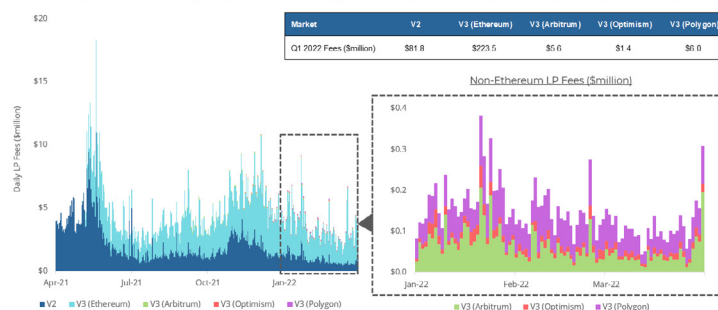 Market V2 V3 (Ethereum) V3 (Arbitrum) V3 (Optimism) V3 (Polygon)
Q1 2022 Fees ($million) $81.8 $223.5 $5.6 $1.4 $6.0
Daily LP Fees ($million)
$20
$15
$10
$5
$0
Apr-21 Jul-21 Oct-21 Jan-22
V2 V3 (Ethereum) V3 (Arbitrum) V3 (Optimism) V3 (Polygon)
Non-Ethereum LP Fees ($million)
$0.4
$0.3
$0.2
$0.1
$0.0
Jan-22 Feb-22 Mar-22
V3 (Arbitrum) V3 (Optimism) V3 (Polygon)